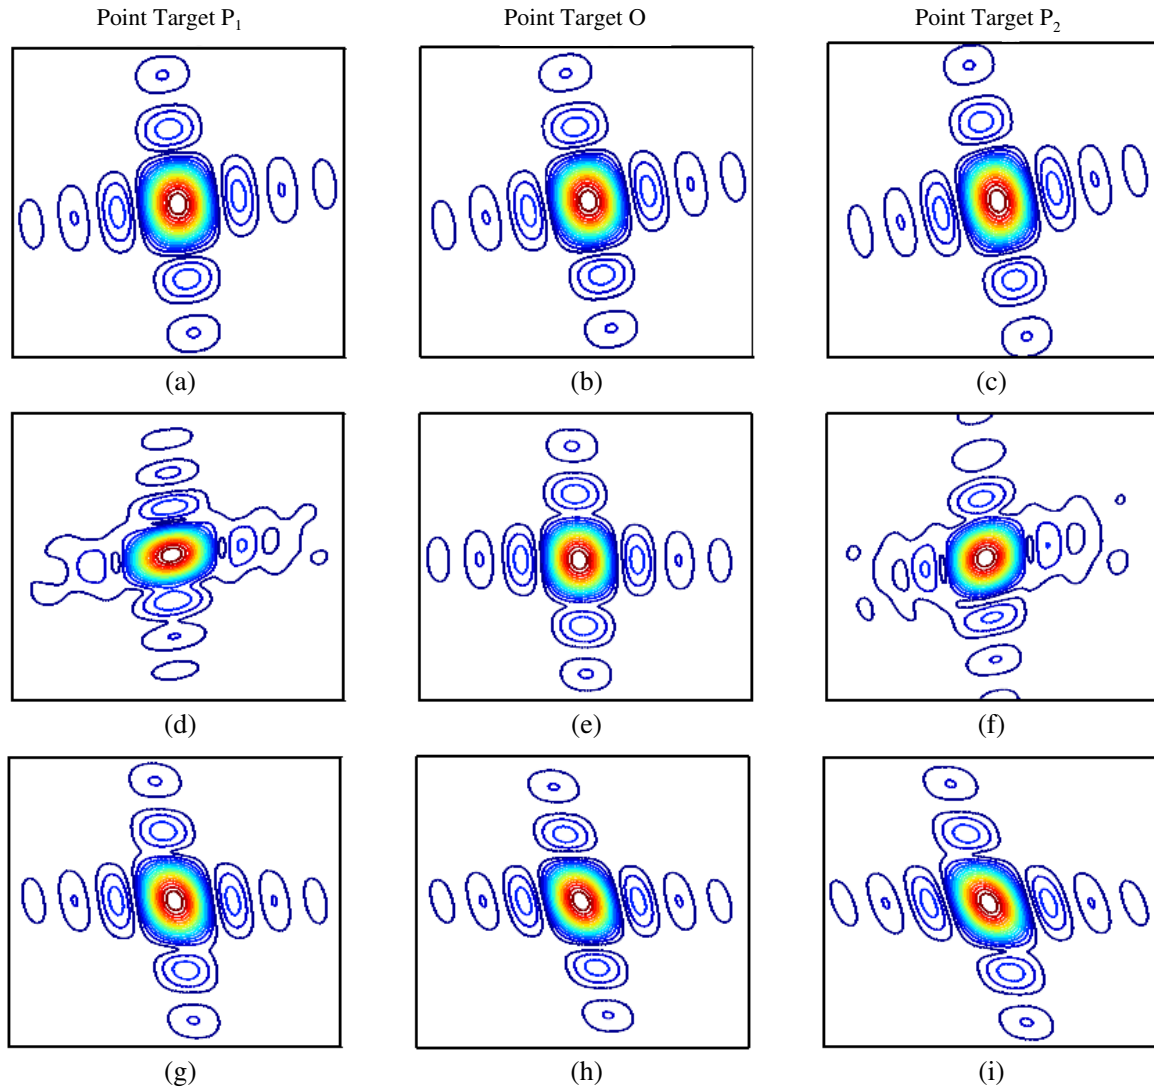 Point Target P₁ Point Target O Point Target P₂
(a) (b) (c)
(d) (e) (f)
(g) (h) (i)